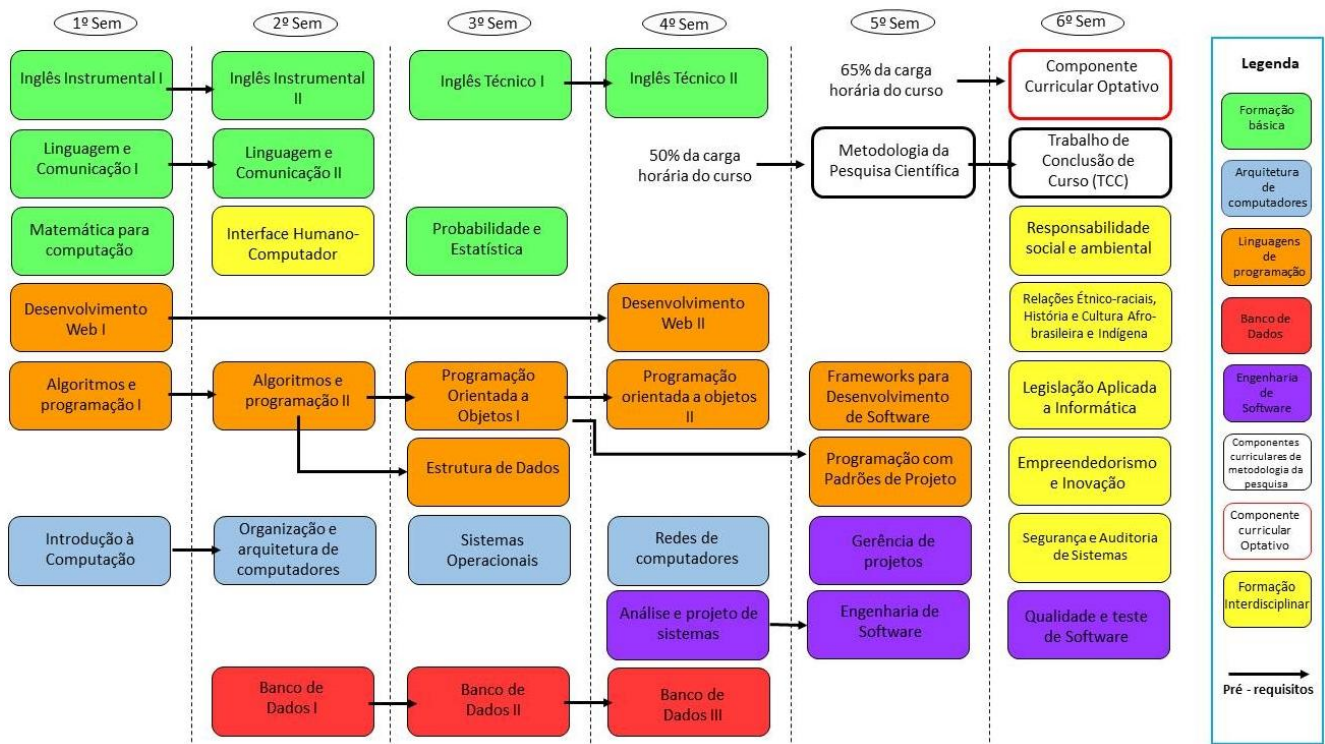 1º Sem
2º Sem
3º Sem
4º Sem
5º Sem
6º Sem
Inglês Instrumental I
Inglês Instrumental
II
Inglês Técnico I
Inglês Técnico II
65% da carga
horária do curso
Componente
Curricular Optativo
Linguagem e
Comunicação I
Linguagem e
Comunicação II
50% da carga
horária do curso
Metodologia da
Pesquisa Científica
Trabalho de
Conclusão de
Curso (TCC)
Matemática para
computação
Interface Humano-
Computador
Probabilidade e
Estatística
Responsabilidade
social e ambiental
Desenvolvimento
Web I
Desenvolvimento
Web II
Relações Étnico-raciais,
História e Cultura Afro-
brasileira e Indígena
Algoritmos e
programação I
Algoritmos e
programação II
Programação
Orientada a
Objetos I
Programação
orientada a objetos
II
Frameworks para
Desenvolvimento
de Software
Legislação Aplicada
a Informática
Estrutura de Dados
Programação com
Padrões de Projeto
Empreendedorismo
e Inovação
Introdução à
Computação
Organização e
arquitetura de
computadores
Sistemas
Operacionais
Redes de
computadores
Gerência de
projetos
Segurança e Auditoria
de Sistemas
Análise e projeto de
sistemas
Engenharia de
Software
Qualidade e teste
de Software
Banco de
Dados I
Banco de
Dados II
Banco de
Dados III
Legenda
Formação
básica
Arquitetura
de
computadores
Linguagens
de
programação
Banco de
Dados
Engenharia
de
Software
Componentes
curriculares de
metodologia da
pesquisa
Componente
curricular
Optativo
Formação
Interdisciplinar
Pré - requisitos